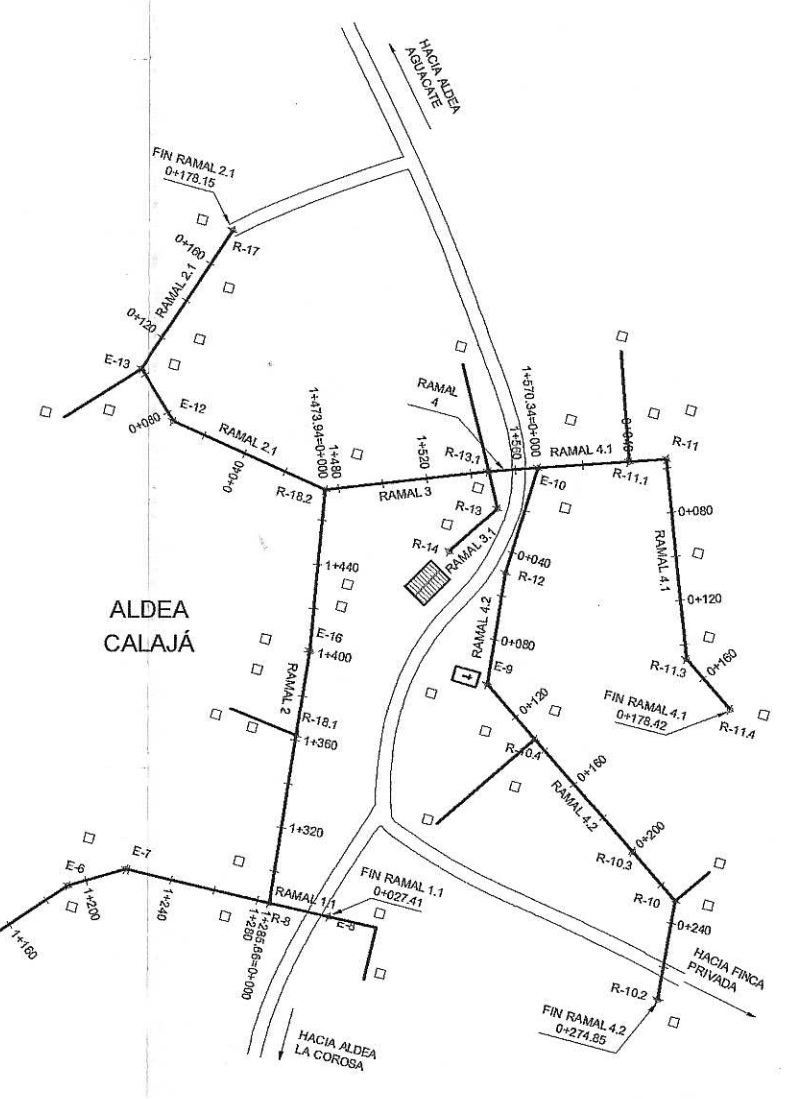 HACIA ALDEA
AGUACATE
FIN RAMAL 2.1
0+178.15
R-17
0+160
RAMAL 2.1
0+120
E-13
E-12
0+080
RAMAL 2.1
0+040
R-18.2
1+473.94=0+000
1+480
RAMAL 3
1+520
RAMAL
4
R-13.1
1+560
1+570.34=0+000
E-10
RAMAL 4.1
0+040
R-11.1
R-11
0+080
RAMAL 4.1
0+120
R-11.3
0+160
R-11.4
FIN RAMAL 4.1
0+178.42
R-13
R-14
RAMAL 3.1
0+040
R-12
RAMAL 4.2
0+080
E-9
0+120
R-10.4
0+160
RAMAL 4.2
0+200
R-10.3
R-10
0+240
R-10.2
FIN RAMAL 4.2
0+274.85
HACIA FINCA
PRIVADA
1+440
ALDEA
CALAJÁ
E-16
1+400
RAMAL 2
R-18.1
1+360
1+320
FIN RAMAL 1.1
0+027.41
RAMAL 1.1
R-8
1+285.66=0+000
1+280
E-7
E-6
1+240
1+200
1+160
HACIA ALDEA
LA COROSA